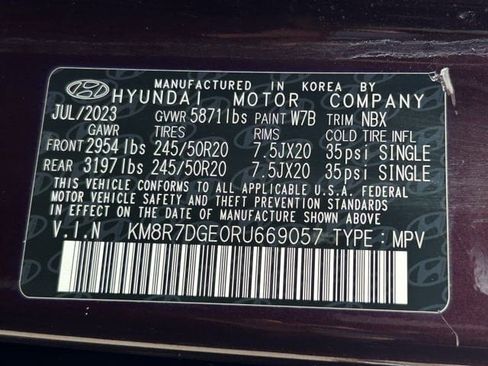 MANUFACTURED IN KOREA BY
HYUNDAI MOTOR COMPANY
JUL/2023 GVWR 5871lbs PAINT W7B TRIM NBX
GAWR TIRES RIMS COLD TIRE INFL
FRONT 2954lbs 245/50R20 7.5JX20 35psi SINGLE
REAR 3197lbs 245/50R20 7.5JX20 35psi SINGLE
THIS VEHICLE CONFORMS TO ALL APPLICABLE U.S.A. FEDERAL
MOTOR VEHICLE SAFETY AND THEFT PREVENTION STANDARDS
IN EFFECT ON THE DATE OF MANUFACTURE SHOWN ABOVE
V.I.N KM8R7DGE0RU669057 TYPE : MPV